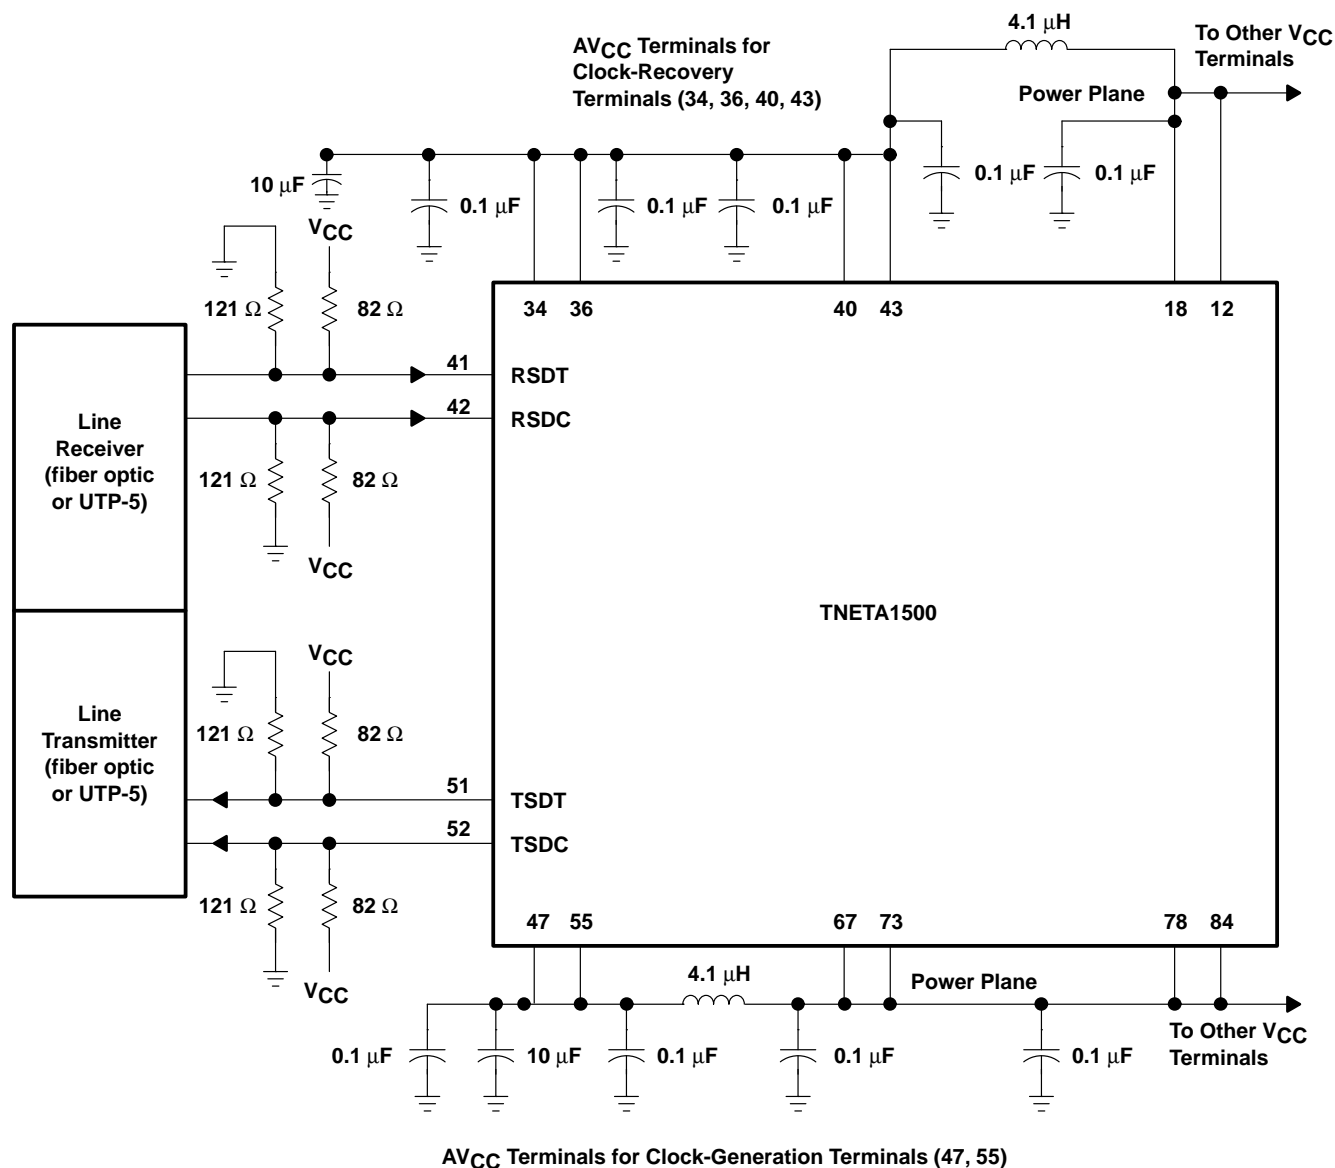 4.1 μH
To Other VCC
Terminals
AVCC Terminals for
Clock-Recovery
Terminals (34, 36, 40, 43)
Power Plane
10 μF
0.1 μF
0.1 μF
0.1 μF
0.1 μF
0.1 μF
VCC
121 Ω
82 Ω
34
36
40
43
18
12
41
RSDT
42
RSDC
Line
Receiver
(fiber optic
or UTP-5)
121 Ω
82 Ω
VCC
TNETA1500
VCC
Line
Transmitter
(fiber optic
or UTP-5)
121 Ω
82 Ω
51
TSDT
52
TSDC
121 Ω
82 Ω
VCC
47
55
67
73
78
84
4.1 μH
Power Plane
To Other VCC
Terminals
0.1 μF
10 μF
0.1 μF
0.1 μF
0.1 μF
AVCC Terminals for Clock-Generation Terminals (47, 55)